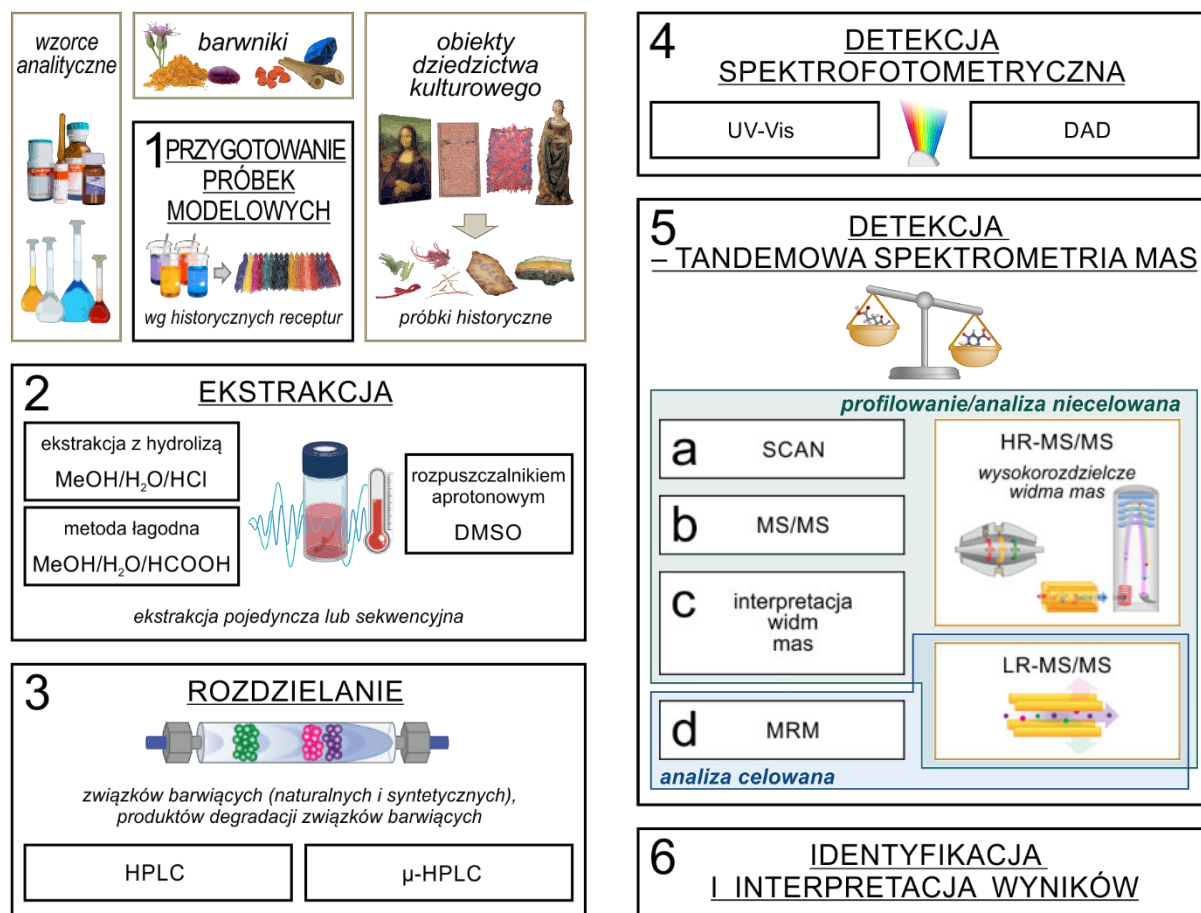 wzorce
analityczne
barwniki
obiekty
dziedzictwa
kulturowego
1 PRZYGOTOWANIE
PRÓBEK
MODELOWYCH
wg historycznych receptur
próbki historyczne
2
EKSTRAKCJA
ekstrakcja z hydrolizą
MeOH/H₂O/HCl
metoda łagodna
MeOH/H₂O/HCOOH
rozpuszczalnikiem
aprotonowym
DMSO
ekstrakcja pojedyncza lub sekwencyjna
3
ROZDZIELANIE
związków barwiących (naturalnych i syntetycznych),
produktów degradacji związków barwiących
HPLC
µ-HPLC
4
DETEKCJA
SPEKTROFOTOMETRYCZNA
UV-Vis
DAD
5
DETEKCJA
– TANDEMOWA SPEKTROMETRIA MAS
profilowanie/analiza niecelowana
a
SCAN
b
MS/MS
c
interpretacja
widm
mas
HR-MS/MS
wysokorozdzielcze
widma mas
LR-MS/MS
d
MRM
analiza celowana
6
IDENTYFIKACJA
I INTERPRETACJA WYNIKÓW